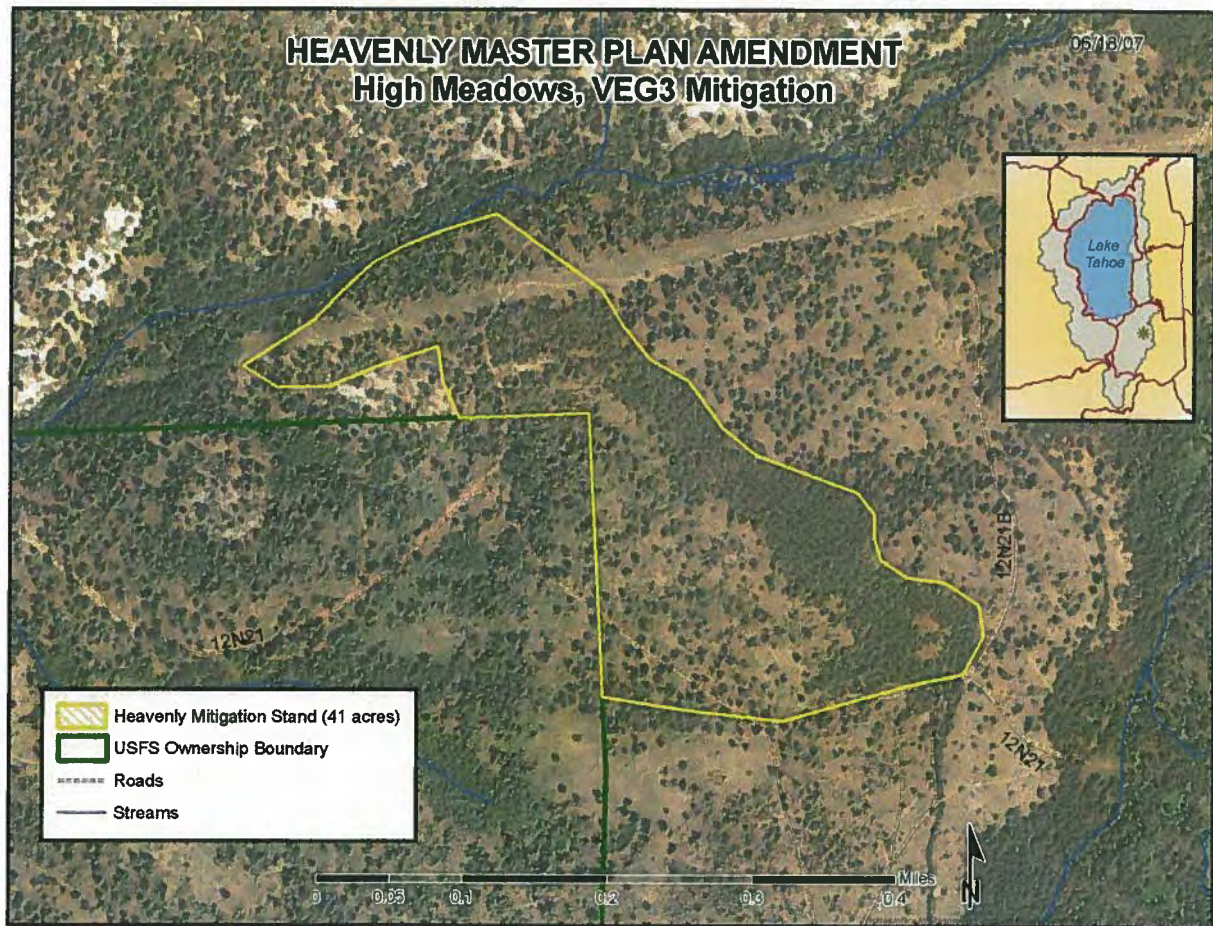 HEAVENLY MASTER PLAN AMENDMENT
High Meadows, VEG3 Mitigation
06/18/07
Lake
Tahoe
12N21B
12N21
12N21
Heavenly Mitigation Stand (41 acres)
USFS Ownership Boundary
Roads
Streams
Miles
0 0.05 0.1 0.2 0.3 0.4
N